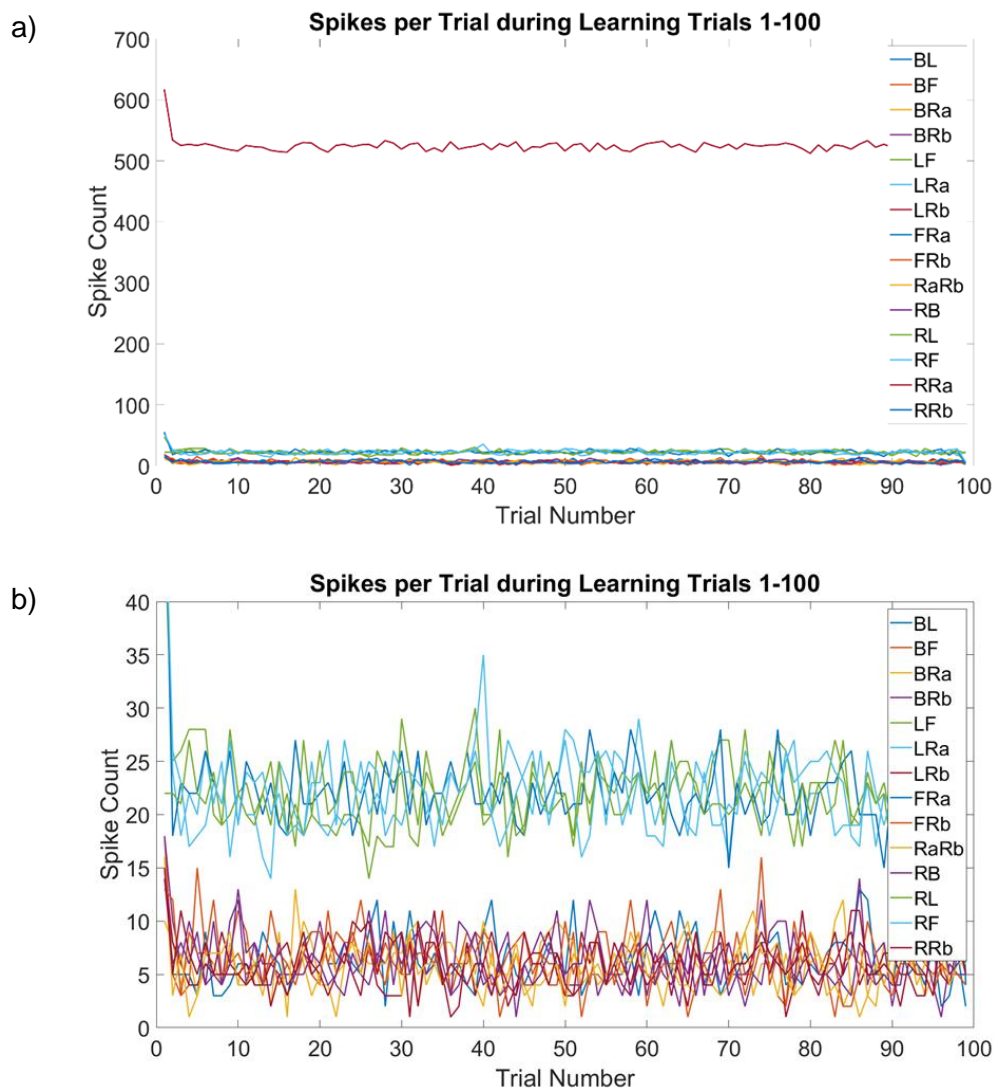 a)
Spikes per Trial during Learning Trials 1-100
700
600
500
400
300
200
100
0
Spike Count
0 10 20 30 40 50 60 70 80 90 100
Trial Number
BL
BF
BRa
BRb
LF
LRa
LRb
FRa
FRb
RaRb
RB
RL
RF
RRa
RRb
b)
Spikes per Trial during Learning Trials 1-100
40
35
30
25
20
15
10
5
0
Spike Count
0 10 20 30 40 50 60 70 80 90 100
Trial Number
BL
BF
BRa
BRb
LF
LRa
LRb
FRa
FRb
RaRb
RB
RL
RF
RRb